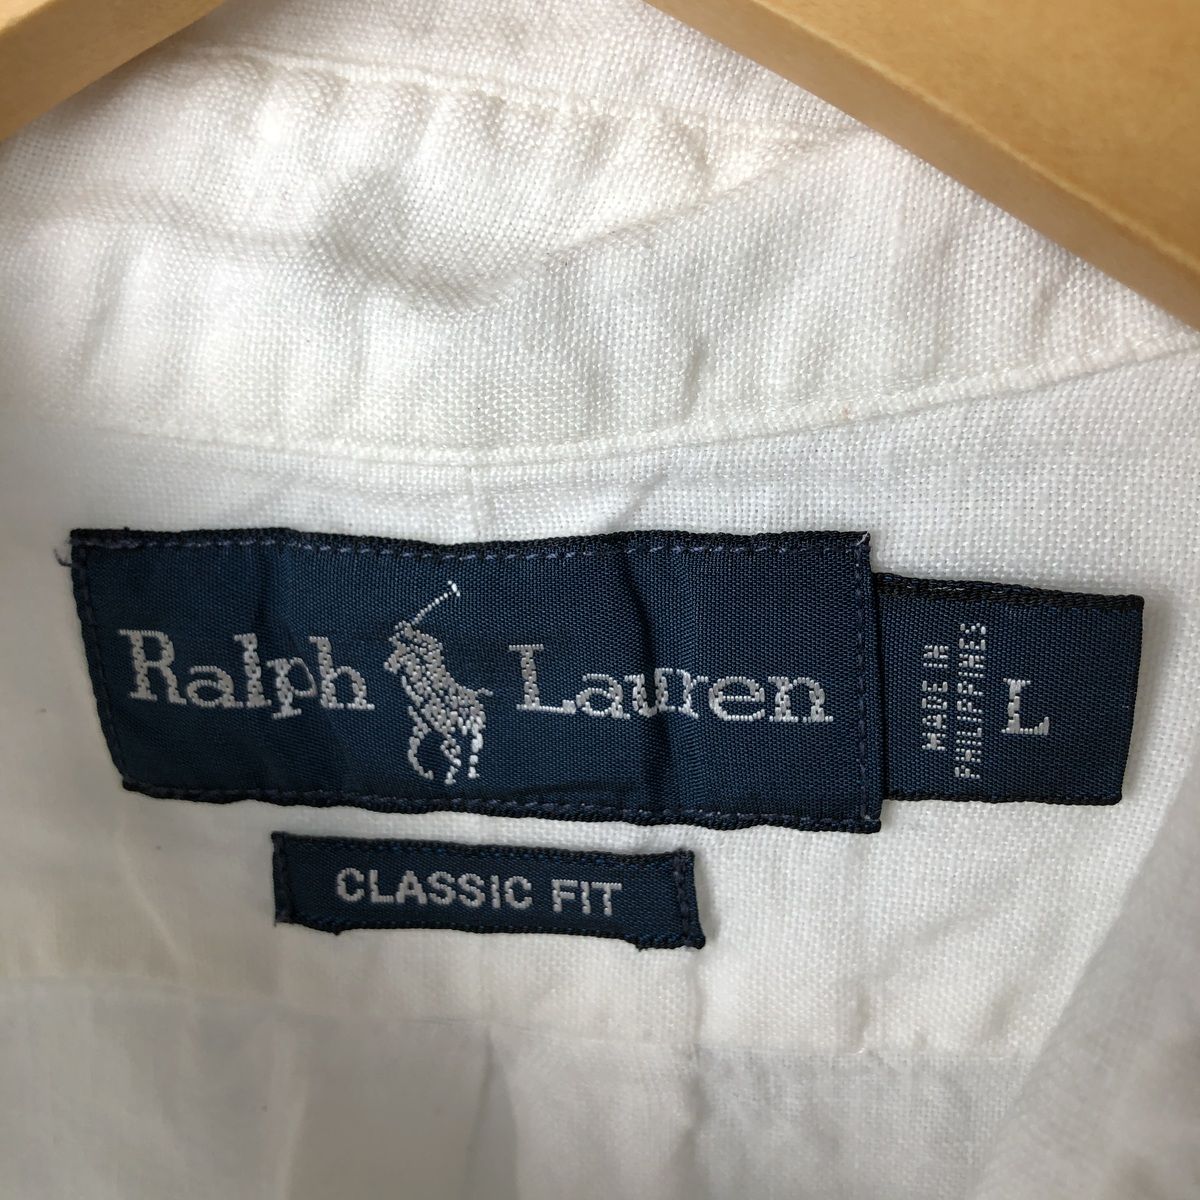 Ralph Lauren
MADE IN
PHILIPPINES
L
CLASSIC FIT